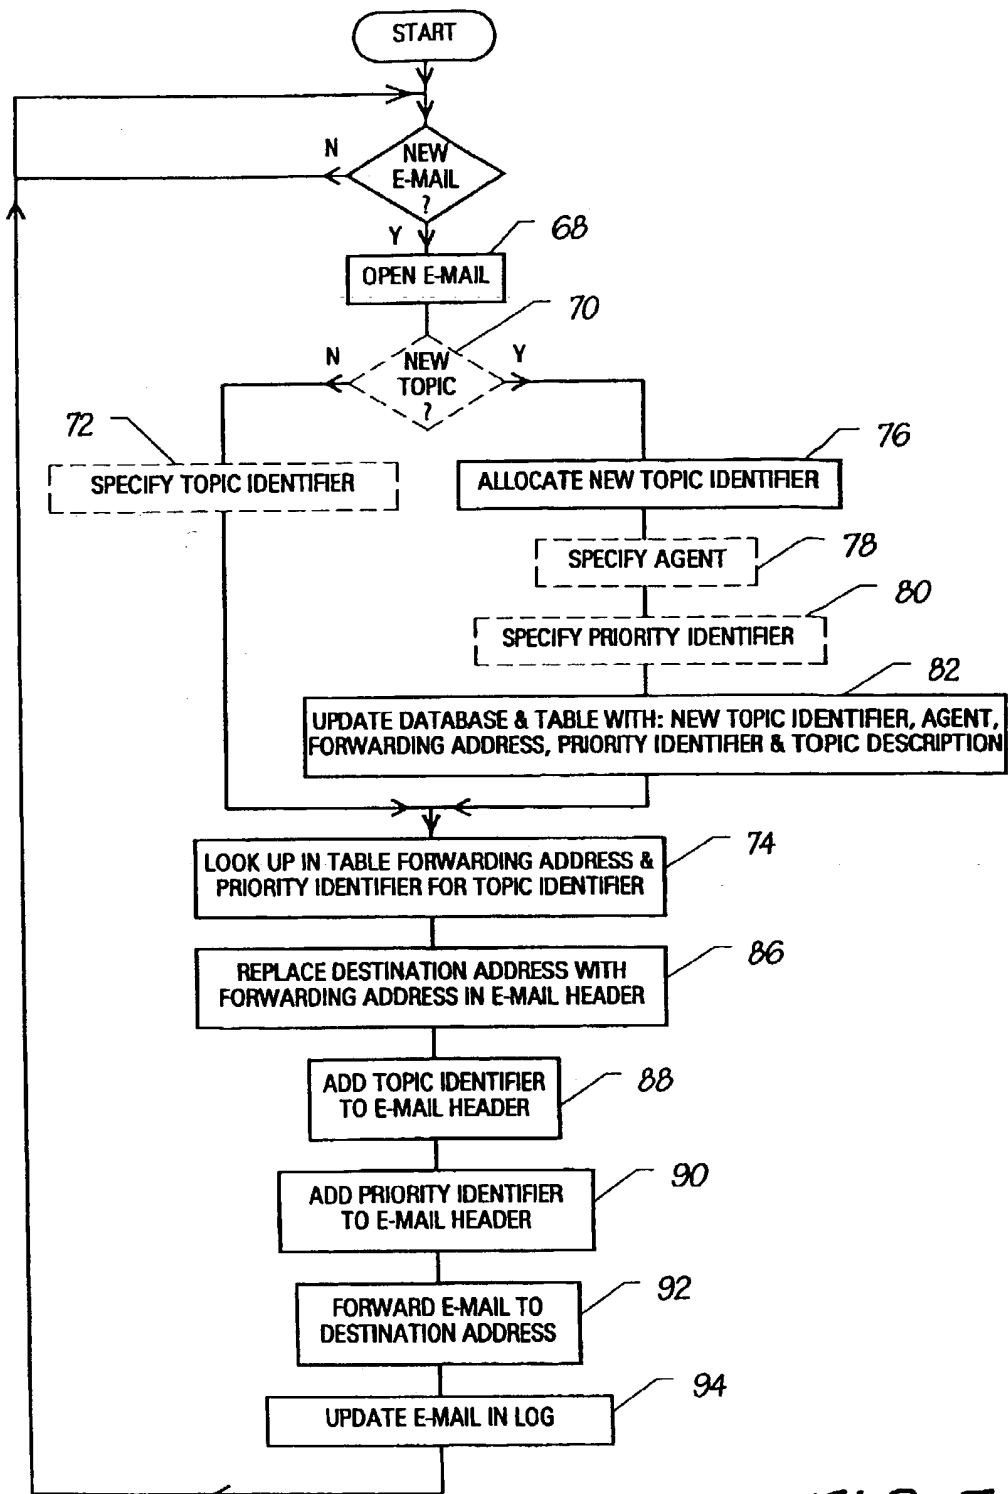 START
N
NEW
E-MAIL
?
Y
68
OPEN E-MAIL
70
N
NEW
TOPIC
?
Y
72
SPECIFY TOPIC IDENTIFIER
76
ALLOCATE NEW TOPIC IDENTIFIER
78
SPECIFY AGENT
80
SPECIFY PRIORITY IDENTIFIER
82
UPDATE DATABASE & TABLE WITH: NEW TOPIC IDENTIFIER, AGENT,
FORWARDING ADDRESS, PRIORITY IDENTIFIER & TOPIC DESCRIPTION
74
LOOK UP IN TABLE FORWARDING ADDRESS &
PRIORITY IDENTIFIER FOR TOPIC IDENTIFIER
86
REPLACE DESTINATION ADDRESS WITH
FORWARDING ADDRESS IN E-MAIL HEADER
88
ADD TOPIC IDENTIFIER
TO E-MAIL HEADER
90
ADD PRIORITY IDENTIFIER
TO E-MAIL HEADER
92
FORWARD E-MAIL TO
DESTINATION ADDRESS
94
UPDATE E-MAIL IN LOG